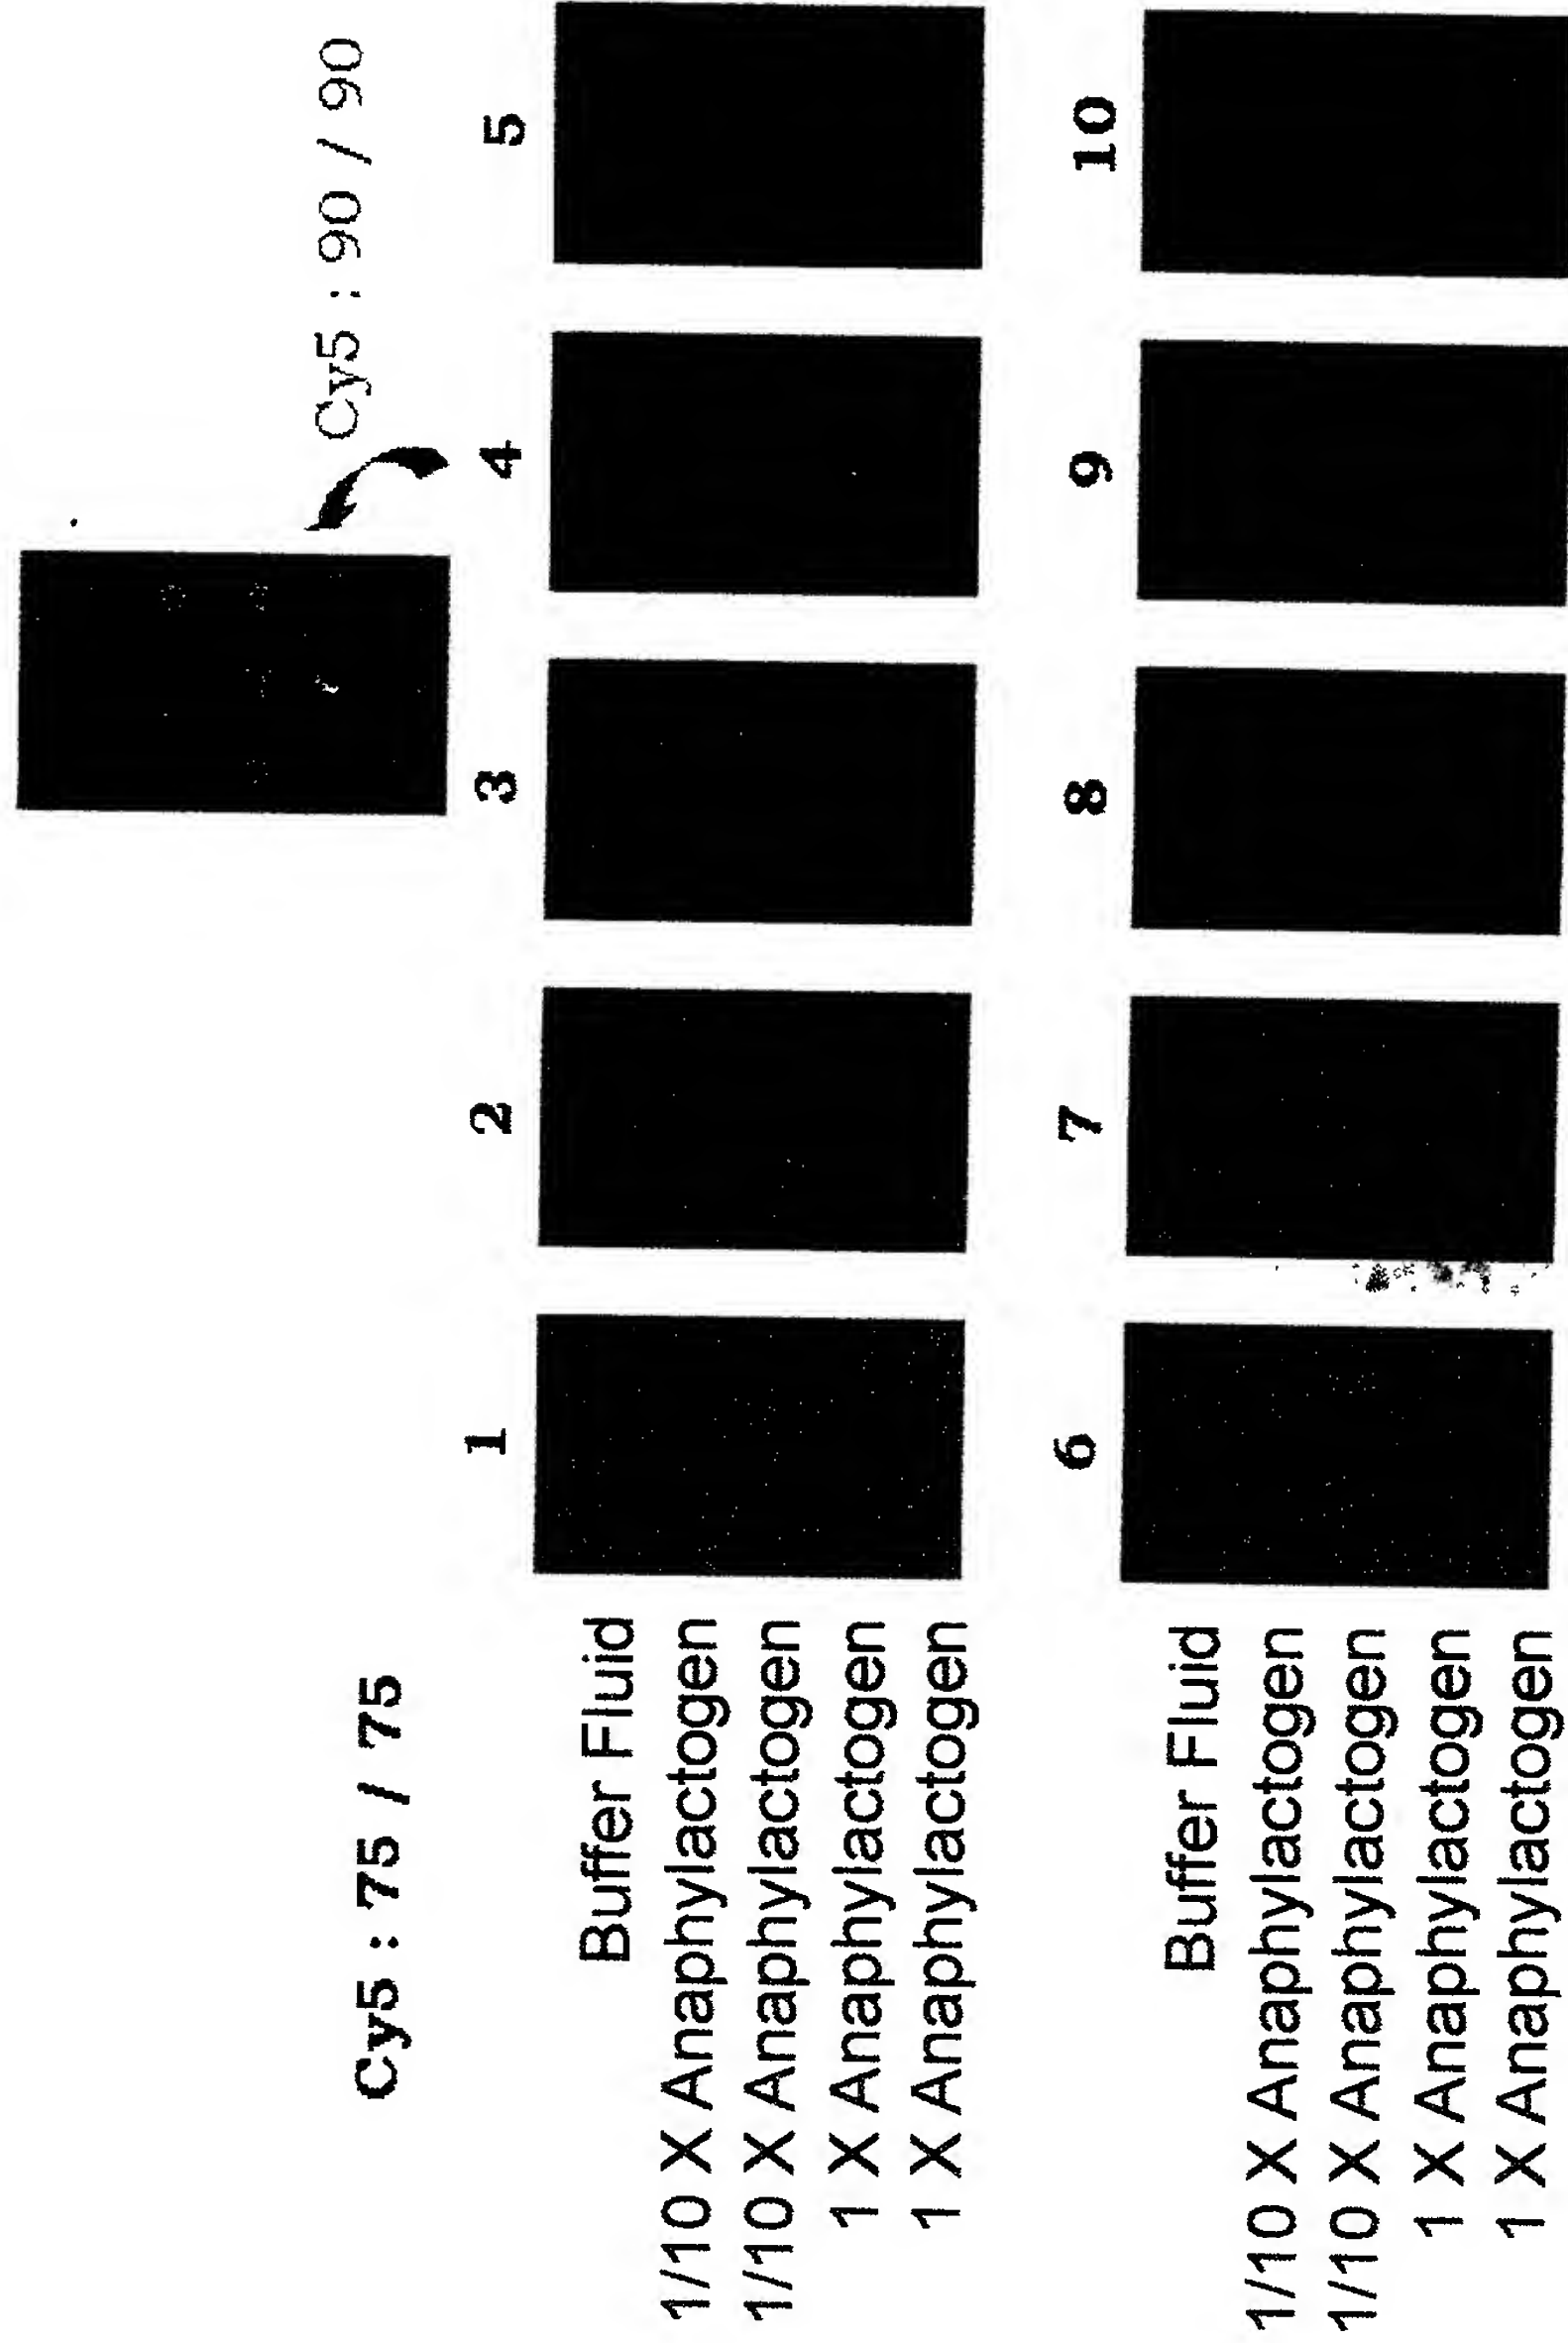 Cy5 : 90 / 90
Cy5 : 75 / 75
1 2 3 4 5
Buffer Fluid
1/10 X Anaphylactogen
1/10 X Anaphylactogen
1 X Anaphylactogen
1 X Anaphylactogen
6 7 8 9 10
Buffer Fluid
1/10 X Anaphylactogen
1/10 X Anaphylactogen
1 X Anaphylactogen
1 X Anaphylactogen